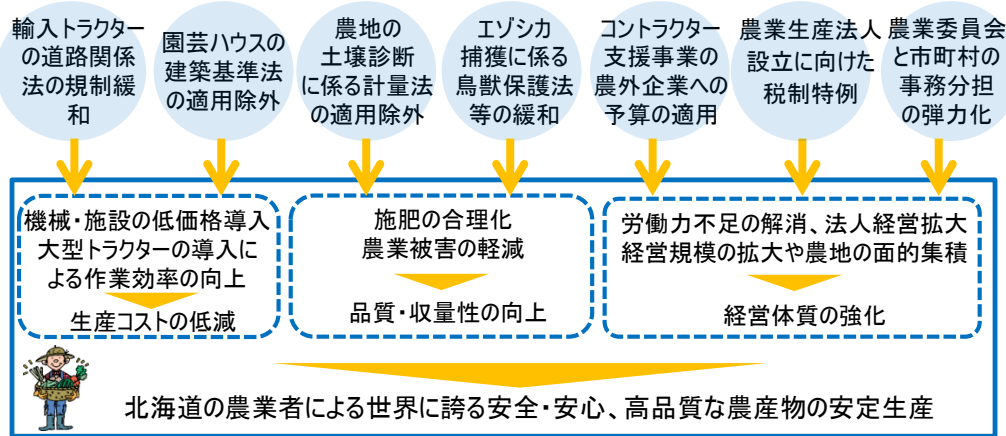 輸入トラクター
の道路関係
法の規制緩
和
園芸ハウスの
建築基準法
の適用除外
農地の
土壌診断
に係る計量法
の適用除外
エゾシカ
捕獲に係る
鳥獣保護法
等の緩和
コントラクター
支援事業の
農外企業への
予算の適用
農業生産法人
設立に向けた
税制特例
農業委員会
と市町村の
事務分担
の弾力化
機械・施設の低価格導入
大型トラクターの導入に
よる作業効率の向上
生産コストの低減
施肥の合理化
農業被害の軽減
品質・収量性の向上
労働力不足の解消、法人経営拡大
経営規模の拡大や農地の面的集積
経営体質の強化
北海道の農業者による世界に誇る安全・安心、高品質な農産物の安定生産